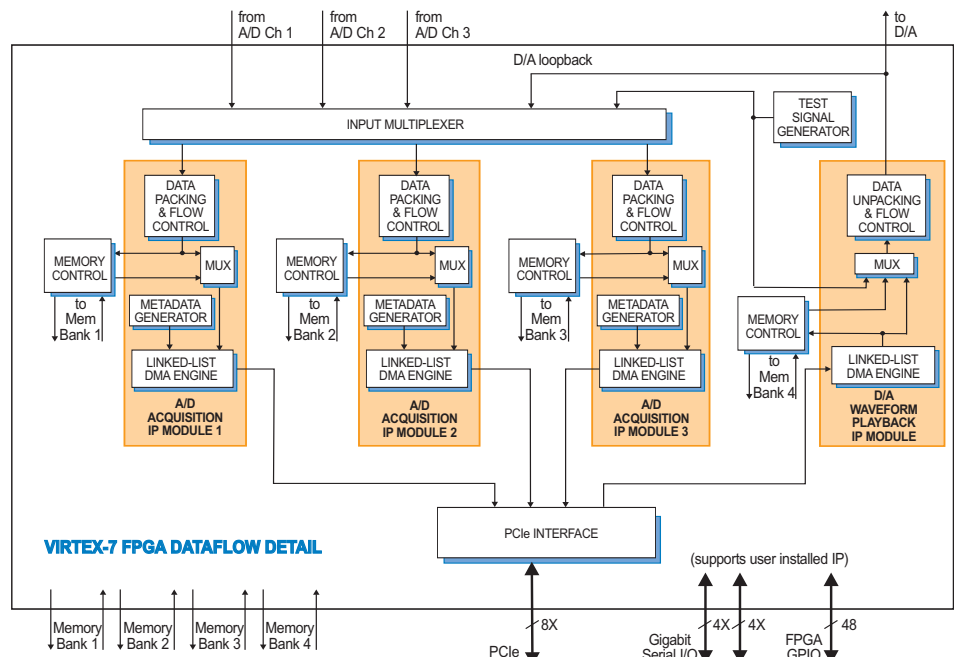 from
A/D Ch 1
from
A/D Ch 2
from
A/D Ch 3
to
D/A
D/A loopback
INPUT MULTIPLEXER
TEST
SIGNAL
GENERATOR
DATA
PACKING
& FLOW
CONTROL
MEMORY
CONTROL
MUX
to
Mem
Bank 1
METADATA
GENERATOR
LINKED-LIST
DMA ENGINE
A/D
ACQUISITION
IP MODULE 1
DATA
PACKING
& FLOW
CONTROL
MEMORY
CONTROL
MUX
to
Mem
Bank 2
METADATA
GENERATOR
LINKED-LIST
DMA ENGINE
A/D
ACQUISITION
IP MODULE 2
DATA
PACKING
& FLOW
CONTROL
MEMORY
CONTROL
MUX
to
Mem
Bank 3
METADATA
GENERATOR
LINKED-LIST
DMA ENGINE
A/D
ACQUISITION
IP MODULE 3
DATA
UNPACKING
& FLOW
CONTROL
MUX
MEMORY
CONTROL
to
Mem
Bank 4
LINKED-LIST
DMA ENGINE
D/A
WAVEFORM
PLAYBACK
IP MODULE
PCIe INTERFACE
VIRTEX-7 FPGA DATAFLOW DETAIL
(supports user installed IP)
Memory
Bank 1
Memory
Bank 2
Memory
Bank 3
Memory
Bank 4
8X
PCIe
4X
4X
Gigabit
Serial I/O
48
FPGA
GPIO